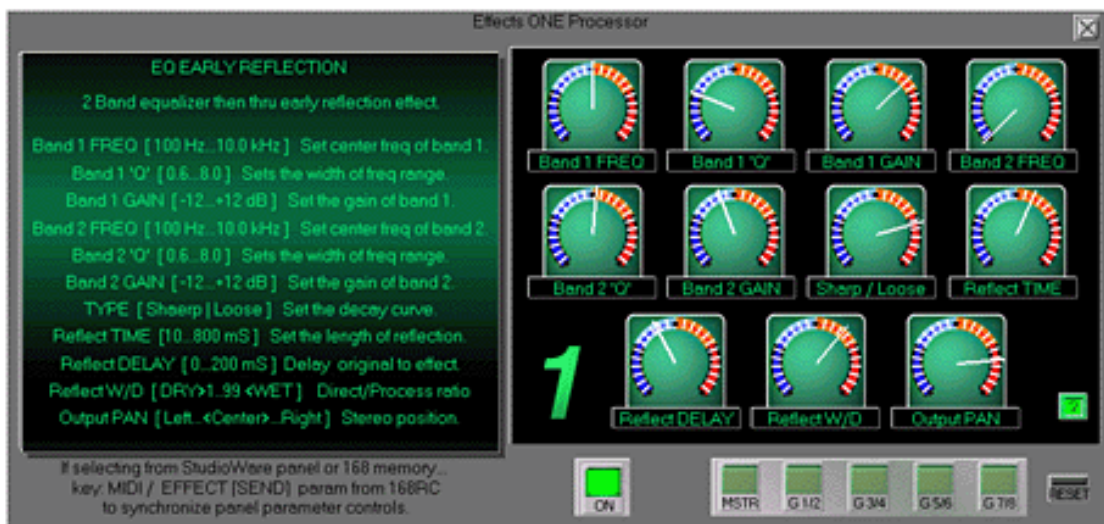 Effects ONE Processor
EQ EARLY REFLECTION
2 Band equalizer then thru early reflection effect.
Band 1 FREQ [ 100 Hz...10.0 kHz ] Set center freq of band 1.
Band 1 'Q' [ 0.6...8.0 ] Sets the width of freq range.
Band 1 GAIN [-12...+12 dB ] Set the gain of band 1.
Band 2 FREQ [ 100 Hz...10.0 kHz ] Set center freq of band 2.
Band 2 'Q' [ 0.6...8.0 ] Sets the width of freq range.
Band 2 GAIN [-12...+12 dB ] Set the gain of band 2.
TYPE [ Shaerp | Loose ] Set the decay curve.
Reflect TIME [ 10...800 mS ] Set the length of reflection.
Reflect DELAY [ 0...200 mS ] Delay original to effect.
Reflect W/D [ DRY>1..99 <WET ] Direct/Process ratio
Output PAN [ Left...<Center>...Right ] Stereo position.
If selecting from StudioWare panel or 168 memory...
key: MIDI / EFFECT [SEND] param from 168RC
to synchronize panel parameter controls.
Band 1 FREQ
Band 1 'Q'
Band 1 GAIN
Band 2 FREQ
Band 2 'Q'
Band 2 GAIN
Sharp / Loose
Reflect TIME
1
Reflect DELAY
Reflect W/D
Output PAN
?
ON
MSTR
G 1/2
G 3/4
G 5/6
G 7/8
RESET